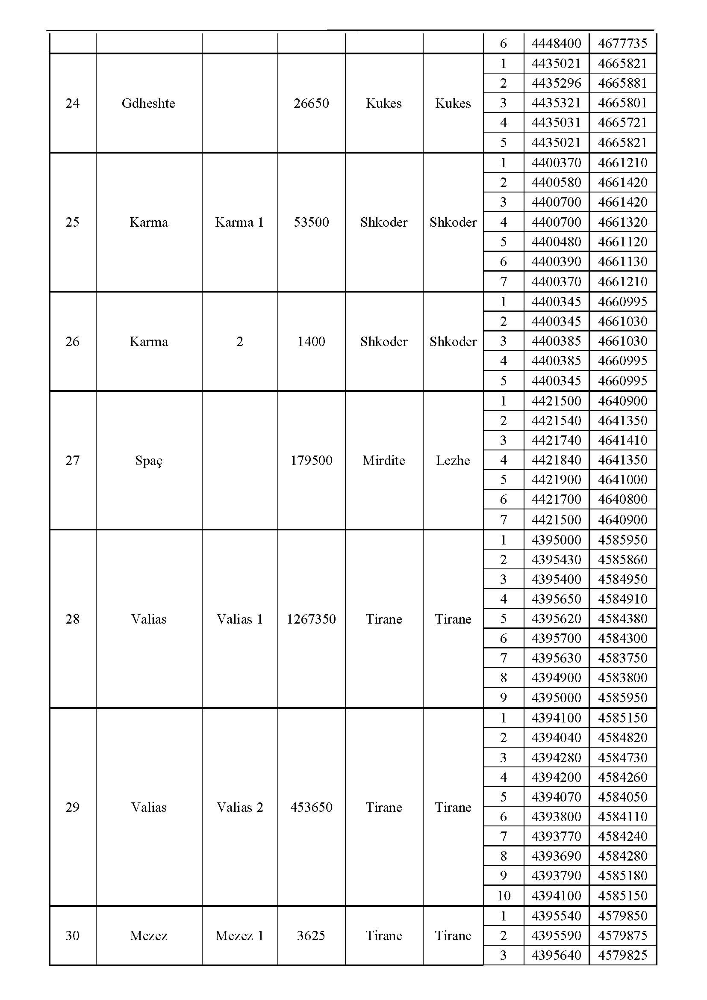 6 4448400 4677735
1 4435021 4665821
2 4435296 4665881
24 Gdheshte 26650 Kukes Kukes 3 4435321 4665801
4 4435031 4665721
5 4435021 4665821
1 4400370 4661210
2 4400580 4661420
3 4400700 4661420
25 Karma Karma 1 53500 Shkoder Shkoder 4 4400700 4661320
5 4400480 4661120
6 4400390 4661130
7 4400370 4661210
1 4400345 4660995
2 4400345 4661030
26 Karma 2 1400 Shkoder Shkoder 3 4400385 4661030
4 4400385 4660995
5 4400345 4660995
1 4421500 4640900
2 4421540 4641350
3 4421740 4641410
27 Spaç 179500 Mirdite Lezhe 4 4421840 4641350
5 4421900 4641000
6 4421700 4640800
7 4421500 4640900
1 4395000 4585950
2 4395430 4585860
3 4395400 4584950
4 4395650 4584910
28 Valias Valias 1 1267350 Tirane Tirane 5 4395620 4584380
6 4395700 4584300
7 4395630 4583750
8 4394900 4583800
9 4395000 4585950
1 4394100 4585150
2 4394040 4584820
3 4394280 4584730
4 4394200 4584260
5 4394070 4584050
29 Valias Valias 2 453650 Tirane Tirane
6 4393800 4584110
7 4393770 4584240
8 4393690 4584280
9 4393790 4585180
10 4394100 4585150
1 4395540 4579850
30 Mezez Mezez 1 3625 Tirane Tirane 2 4395590 4579875
3 4395640 4579825